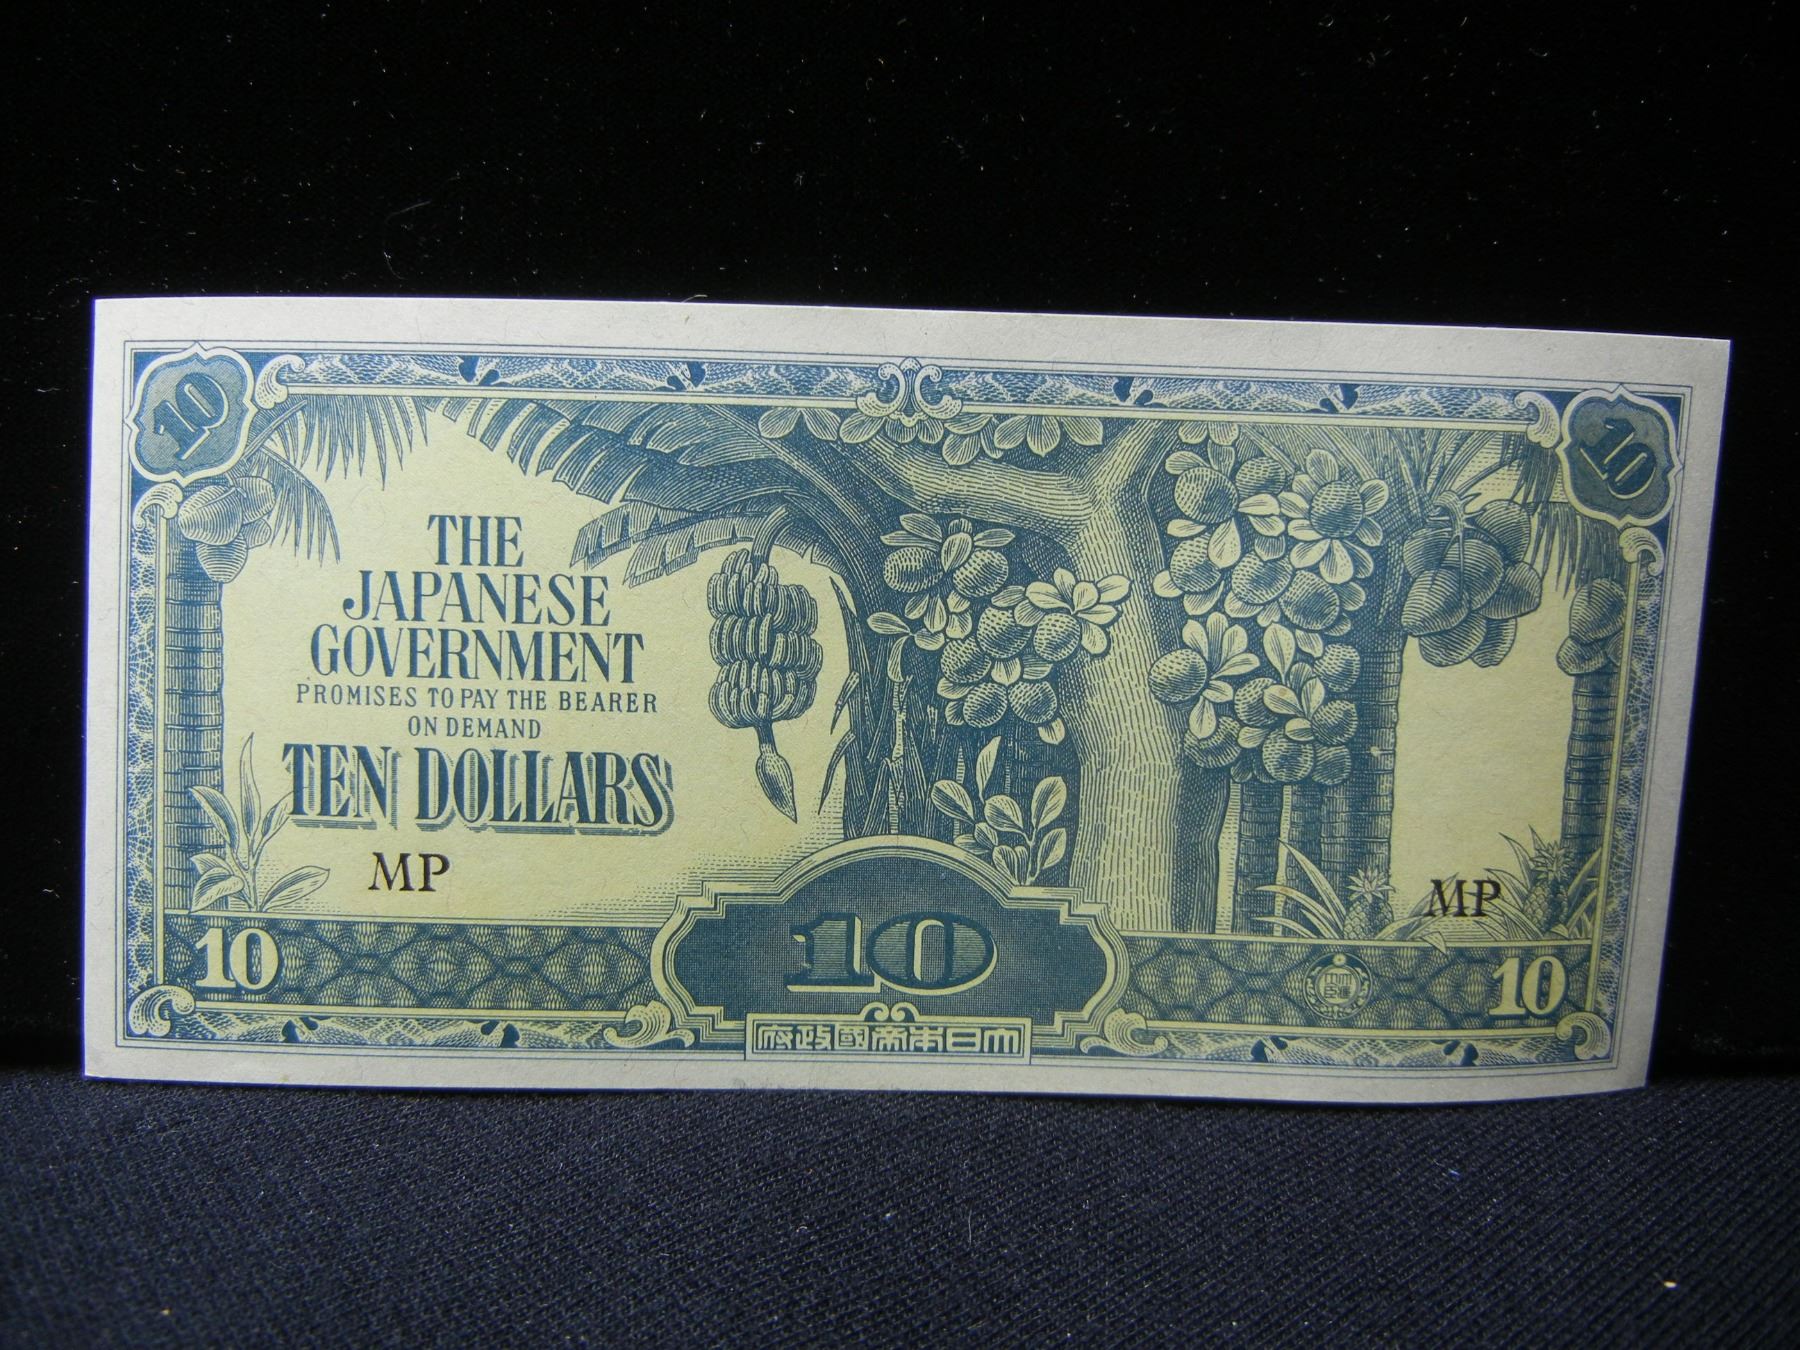 10
10
THE
JAPANESE
GOVERNMENT
PROMISES TO PAY THE BEARER
ON DEMAND
TEN DOLLARS
MP
MP
10
10
10
府政國帝本日大